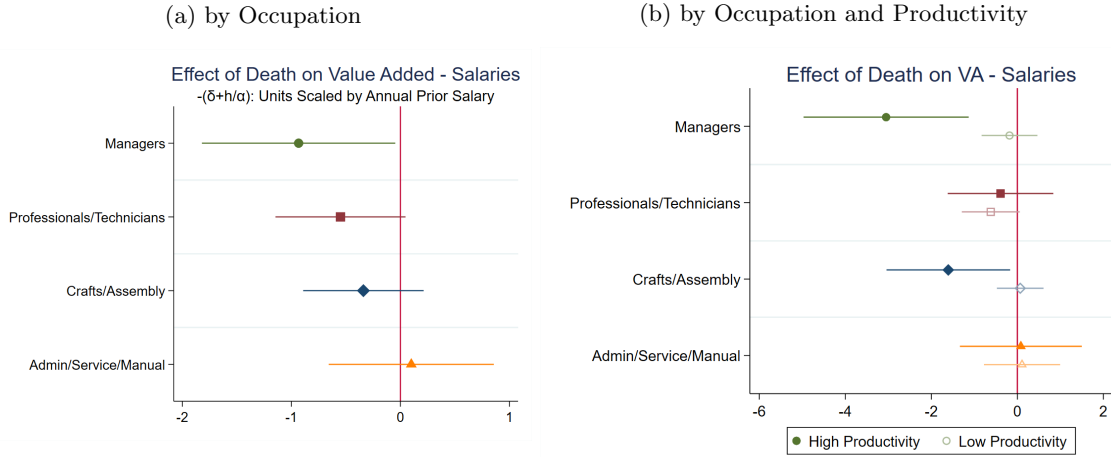 (a) by Occupation
Effect of Death on Value Added - Salaries
-(δ+h/α): Units Scaled by Annual Prior Salary
Managers
Professionals/Technicians
Crafts/Assembly
Admin/Service/Manual
-2 -1 0 1
(b) by Occupation and Productivity
Effect of Death on VA - Salaries
Managers
Professionals/Technicians
Crafts/Assembly
Admin/Service/Manual
-6 -4 -2 0 2
High Productivity Low Productivity